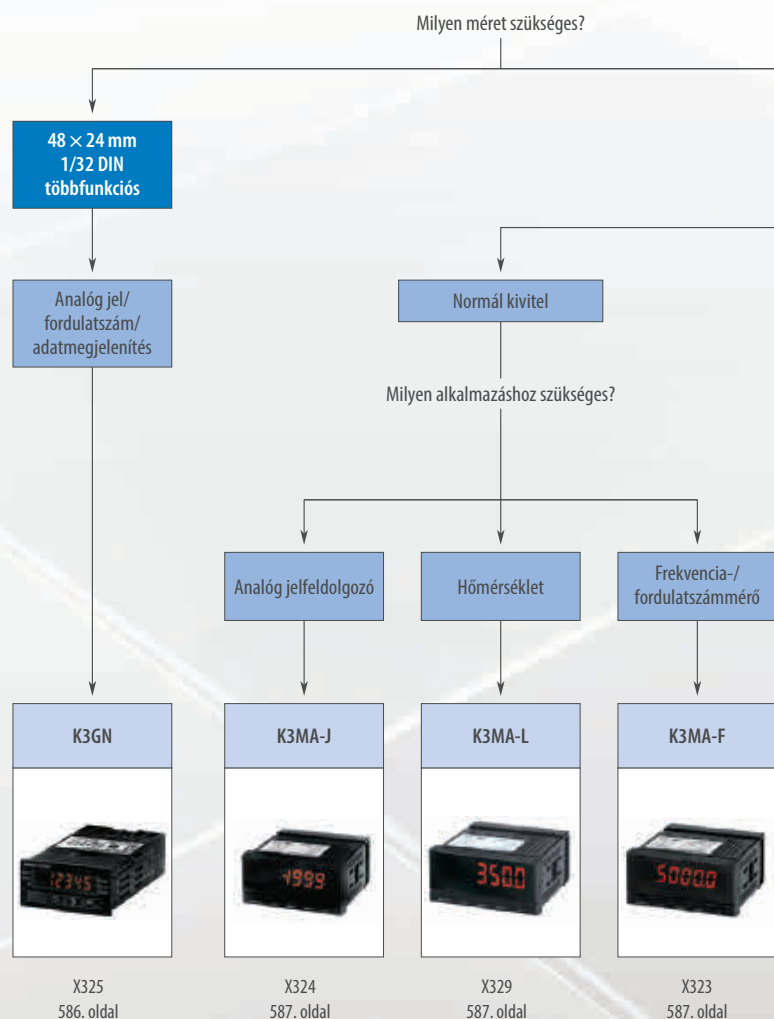 Milyen méret szükséges?
48 × 24 mm
1/32 DIN
többfunkciós
Analóg jel/
fordulatszám/
adatmegjelenítés
Normál kivitel
Milyen alkalmazáshoz szükséges?
Analóg jelfeldolgozó
Hőmérséklet
Frekvencia-/
fordulatszámmérő
K3GN
K3MA-J
K3MA-L
K3MA-F
12345
-1999
350.0
5000.0
X325
586. oldal
X324
587. oldal
X329
587. oldal
X323
587. oldal